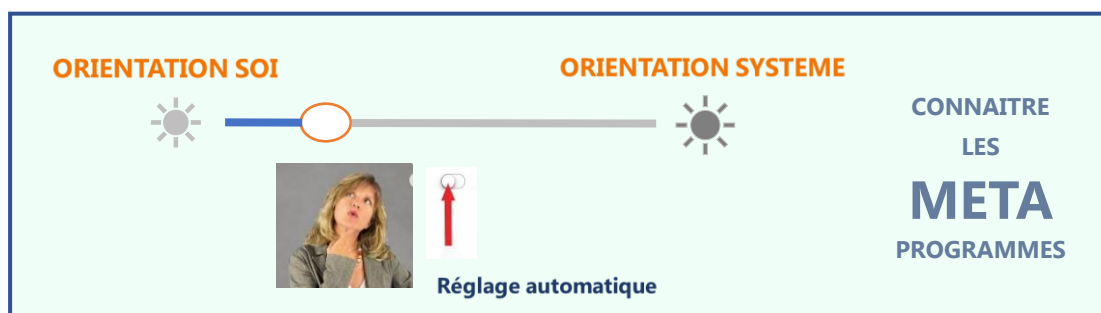 ORIENTATION SOI
ORIENTATION SYSTEME
CONNAITRE
LES
META
PROGRAMMES
Réglage automatique